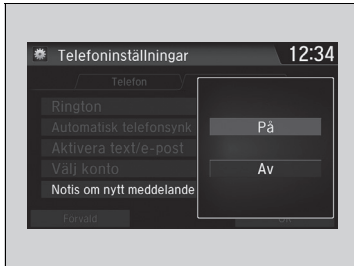 Telefoninställningar
12:34
Telefon
Rington
Automatisk telefonsynk
Aktivera text/e-post
Välj konto
Notis om nytt meddelande
På
Av
Förvald
OK